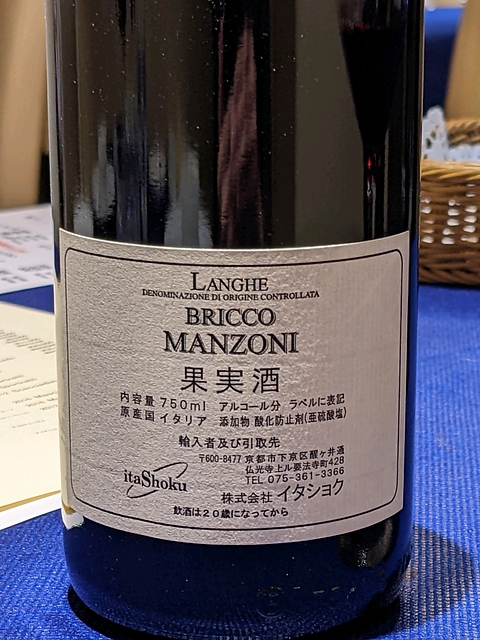 LANGHE
DENOMINAZIONE DI ORIGINE CONTROLLATA
BRICCO
MANZONI
果実酒
内容量 750ml アルコール分 ラベルに表記
原産国 イタリア 添加物 酸化防止剤(亜硫酸塩)
輸入者及び引取先
〒600-8477 京都市下京区醒ヶ井通
仏光寺上ル要法寺町428
TEL 075-361-3366
itaShoku
株式会社 イタショク
飲酒は20歳になってから